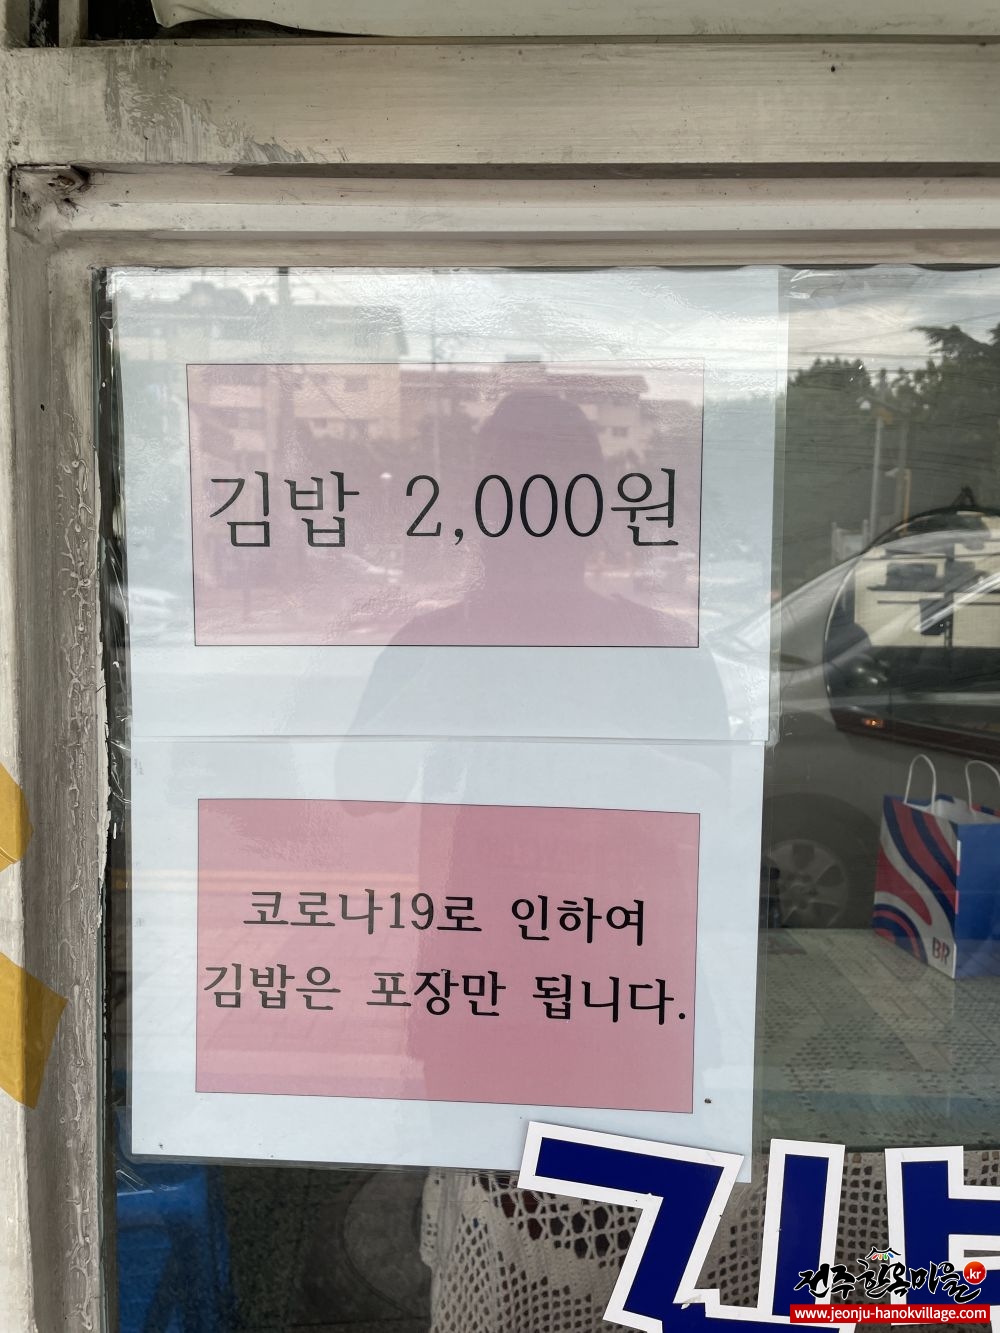 김밥 2,000원
코로나19로 인하여
김밥은 포장만 됩니다.
BR
전주한옥마을.kr
www.jeonju-hanokvillage.com